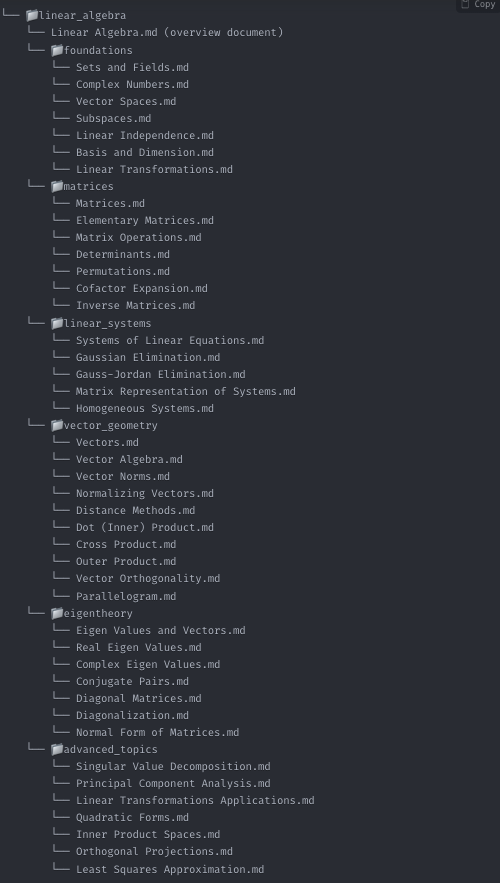 Copy
└── 📁linear_algebra
└── Linear Algebra.md (overview document)
└── 📁foundations
└── Sets and Fields.md
└── Complex Numbers.md
└── Vector Spaces.md
└── Subspaces.md
└── Linear Independence.md
└── Basis and Dimension.md
└── Linear Transformations.md
└── 📁matrices
└── Matrices.md
└── Elementary Matrices.md
└── Matrix Operations.md
└── Determinants.md
└── Permutations.md
└── Cofactor Expansion.md
└── Inverse Matrices.md
└── 📁linear_systems
└── Systems of Linear Equations.md
└── Gaussian Elimination.md
└── Gauss-Jordan Elimination.md
└── Matrix Representation of Systems.md
└── Homogeneous Systems.md
└── 📁vector_geometry
└── Vectors.md
└── Vector Algebra.md
└── Vector Norms.md
└── Normalizing Vectors.md
└── Distance Methods.md
└── Dot (Inner) Product.md
└── Cross Product.md
└── Outer Product.md
└── Vector Orthogonality.md
└── Parallelogram.md
└── 📁eigentheory
└── Eigen Values and Vectors.md
└── Real Eigen Values.md
└── Complex Eigen Values.md
└── Conjugate Pairs.md
└── Diagonal Matrices.md
└── Diagonalization.md
└── Normal Form of Matrices.md
└── 📁advanced_topics
└── Singular Value Decomposition.md
└── Principal Component Analysis.md
└── Linear Transformations Applications.md
└── Quadratic Forms.md
└── Inner Product Spaces.md
└── Orthogonal Projections.md
└── Least Squares Approximation.md